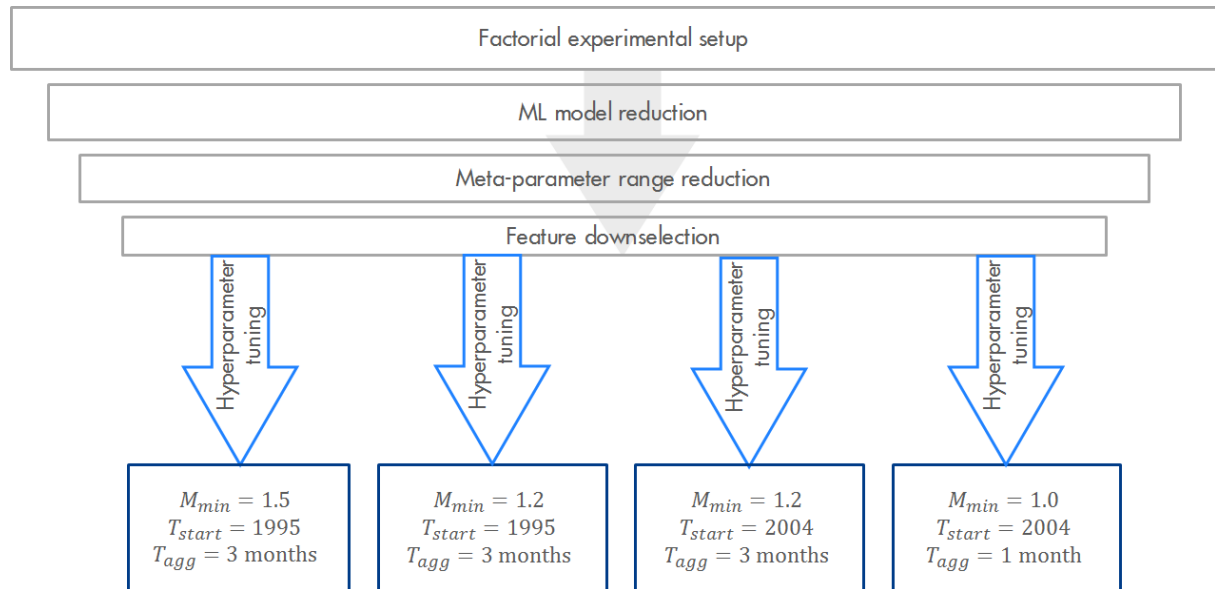 Factorial experimental setup
ML model reduction
Meta-parameter range reduction
Feature downselection
Hyperparameter
tuning
Hyperparameter
tuning
Hyperparameter
tuning
Hyperparameter
tuning
M_min = 1.5
T_start = 1995
T_agg = 3 months
M_min = 1.2
T_start = 1995
T_agg = 3 months
M_min = 1.2
T_start = 2004
T_agg = 3 months
M_min = 1.0
T_start = 2004
T_agg = 1 month